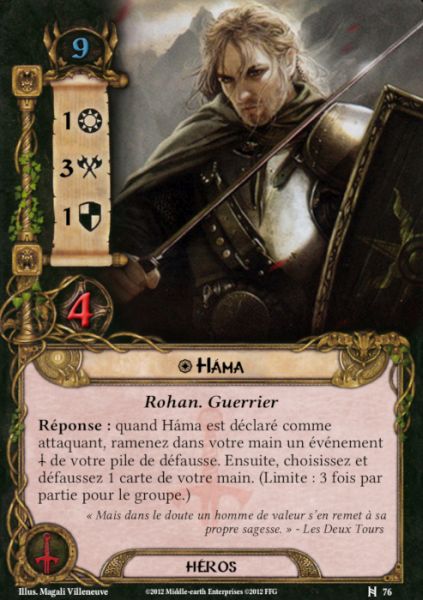 9
1
3
1
4
Háma
Rohan. Guerrier
Réponse : quand Háma est déclaré comme
attaquant, ramenez dans votre main un événement
de votre pile de défausse. Ensuite, choisissez et
défaussez 1 carte de votre main. (Limite : 3 fois par
partie pour le groupe.)
« Mais dans le doute un homme de valeur s'en remet à sa
propre sagesse. » - Les Deux Tours
HÉROS
Illus. Magali Villeneuve
©2012 Middle-earth Enterprises ©2012 FFG
76